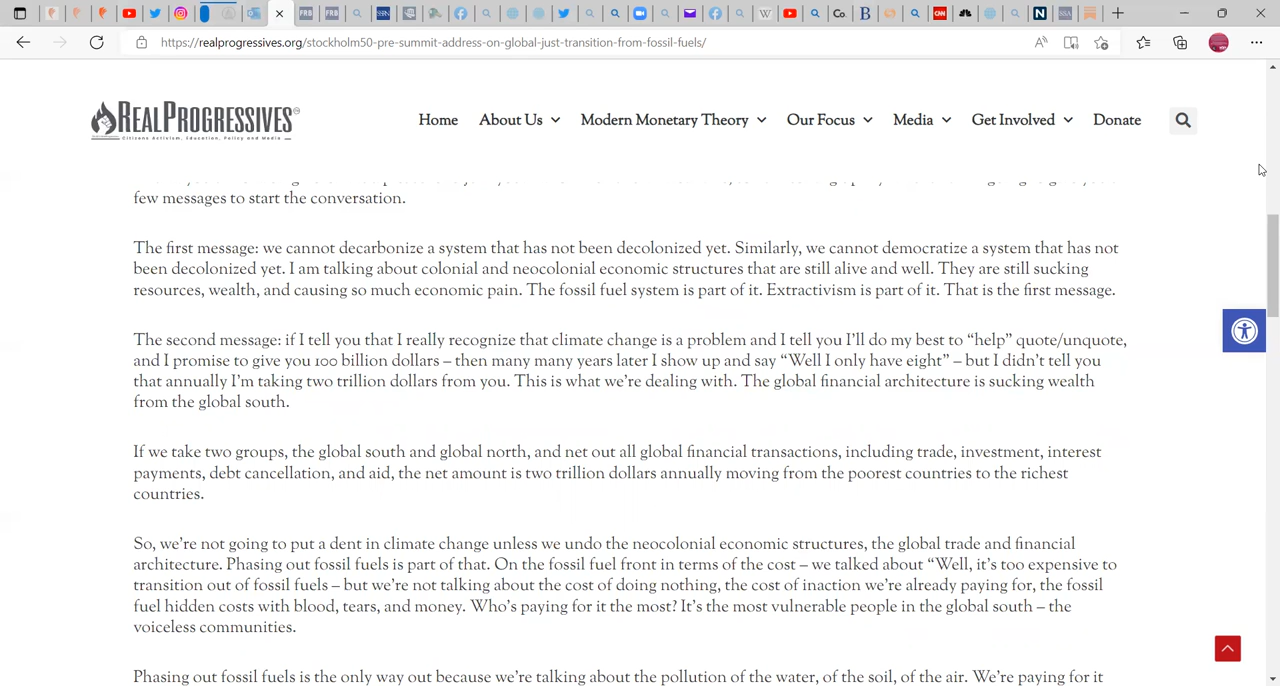 CNN
Co.
B
N
FRB
FRB
SSRN
W
https://realprogressives.org/stockholm50-pre-summit-address-on-global-just-transition-from-fossil-fuels/
REALPROGRESSIVES
Citizens Activism, Education, Policy and Media
Home About Us Modern Monetary Theory Our Focus Media Get Involved Donate
few messages to start the conversation.
The first message: we cannot decarbonize a system that has not been decolonized yet. Similarly, we cannot democratize a system that has not
been decolonized yet. I am talking about colonial and neocolonial economic structures that are still alive and well. They are still sucking
resources, wealth, and causing so much economic pain. The fossil fuel system is part of it. Extractivism is part of it. That is the first message.
The second message: if I tell you that I really recognize that climate change is a problem and I tell you I’ll do my best to “help” quote/unquote,
and I promise to give you 100 billion dollars – then many many years later I show up and say “Well I only have eight” – but I didn’t tell you
that annually I’m taking two trillion dollars from you. This is what we’re dealing with. The global financial architecture is sucking wealth
from the global south.
If we take two groups, the global south and global north, and net out all global financial transactions, including trade, investment, interest
payments, debt cancellation, and aid, the net amount is two trillion dollars annually moving from the poorest countries to the richest
countries.
So, we’re not going to put a dent in climate change unless we undo the neocolonial economic structures, the global trade and financial
architecture. Phasing out fossil fuels is part of that. On the fossil fuel front in terms of the cost – we talked about “Well, it’s too expensive to
transition out of fossil fuels – but we’re not talking about the cost of doing nothing, the cost of inaction we’re already paying for, the fossil
fuel hidden costs with blood, tears, and money. Who’s paying for it the most? It’s the most vulnerable people in the global south – the
voiceless communities.
Phasing out fossil fuels is the only way out because we’re talking about the pollution of the water, of the soil, of the air. We’re paying for it